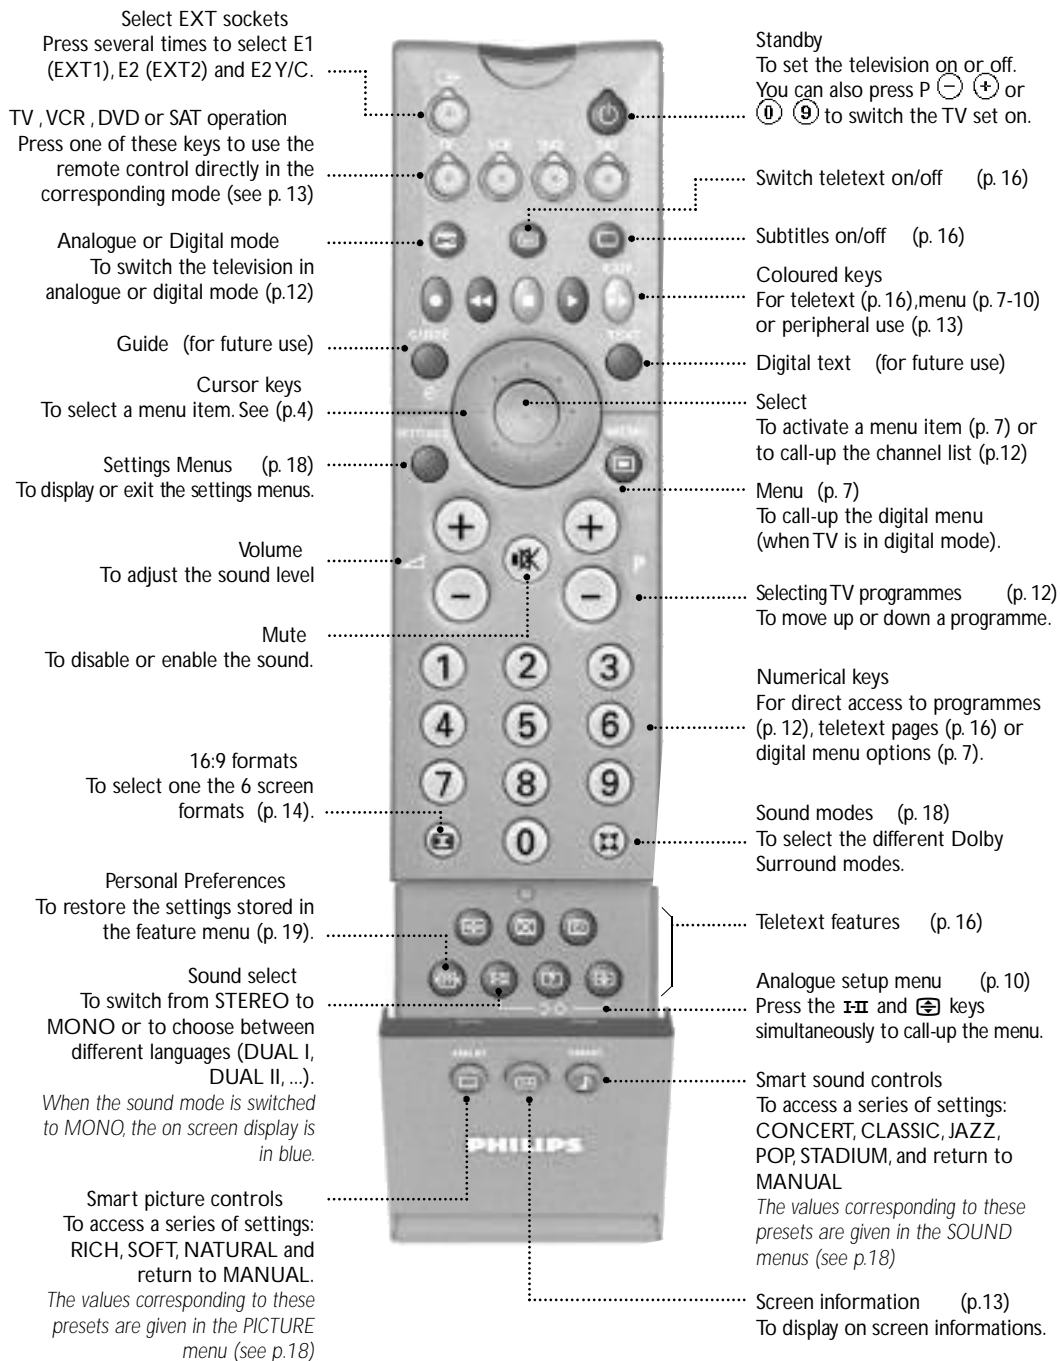 Select EXT sockets
Press several times to select E1
(EXT1), E2 (EXT2) and E2 Y/C.
TV , VCR , DVD or SAT operation
Press one of these keys to use the
remote control directly in the
corresponding mode (see p. 13)
Analogue or Digital mode
To switch the television in
analogue or digital mode (p.12)
Guide (for future use)
Cursor keys
To select a menu item. See (p.4)
Settings Menus (p. 18)
To display or exit the settings menus.
Volume
To adjust the sound level
Mute
To disable or enable the sound.
16:9 formats
To select one the 6 screen
formats (p. 14).
Personal Preferences
To restore the settings stored in
the feature menu (p. 19).
Sound select
To switch from STEREO to
MONO or to choose between
different languages (DUAL I,
DUAL II, ...).
When the sound mode is switched
to MONO, the on screen display is
in blue.
Smart picture controls
To access a series of settings:
RICH, SOFT, NATURAL and
return to MANUAL.
The values corresponding to these
presets are given in the PICTURE
menu (see p.18)
TV VCR DVD SAT
GUIDE
TEXT
MENU
P
1 2 3
4 5 6
7 8 9
0
PHILIPS
Standby
To set the television on or off.
You can also press P − + or
0 9 to switch the TV set on.
Switch teletext on/off (p. 16)
Subtitles on/off (p. 16)
Coloured keys
For teletext (p. 16), menu (p. 7-10)
or peripheral use (p. 13)
Digital text (for future use)
Select
To activate a menu item (p. 7) or
to call-up the channel list (p.12)
Menu (p. 7)
To call-up the digital menu
(when TV is in digital mode).
Selecting TV programmes (p. 12)
To move up or down a programme.
Numerical keys
For direct access to programmes
(p. 12), teletext pages (p. 16) or
digital menu options (p. 7).
Sound modes (p. 18)
To select the different Dolby
Surround modes.
Teletext features (p. 16)
Analogue setup menu (p. 10)
Press the I-II and keys
simultaneously to call-up the menu.
Smart sound controls
To access a series of settings:
CONCERT, CLASSIC, JAZZ,
POP, STADIUM, and return to
MANUAL
The values corresponding to these
presets are given in the SOUND
menus (see p.18)
Screen information (p.13)
To display on screen informations.